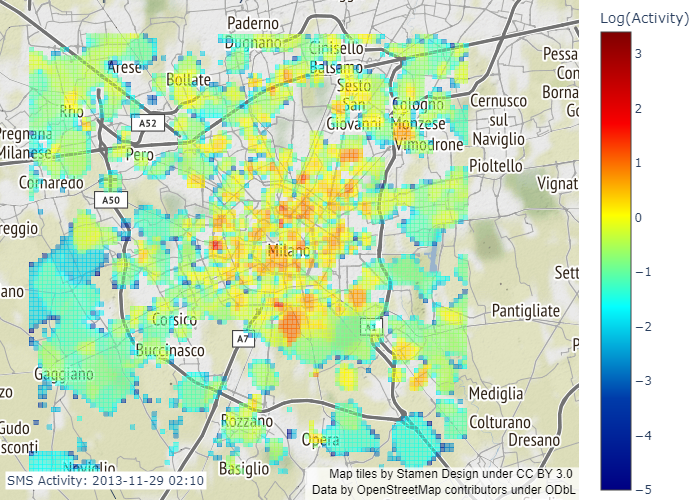 Log(Activity)
Paderno
Dugnano
Cinisello
Balsamo
Arese
Bollate
Sesto
San
Giovanni
Cologno
Monzese
Rho
A52
Pero
Vimodrone
Cernusco
sul
Naviglio
Pioltello
Pessa
Con
Borna
Go
Pregnana
Milanese
Cornaredo
A50
Vignat
reggio
Milano
ano
Sett
Pantigliate
Corsico
A7
A1
Buccinasco
Gaggiano
P
zo
Mediglia
Rozzano
Colturano
Gudo
sconti
Opera
Dresano
Basiglio
Naviglio
3
2
1
0
−1
−2
−3
−4
−5
SMS Activity: 2013-11-29 02:10
Map tiles by Stamen Design under CC BY 3.0
Data by OpenStreetMap contributors under ODbL